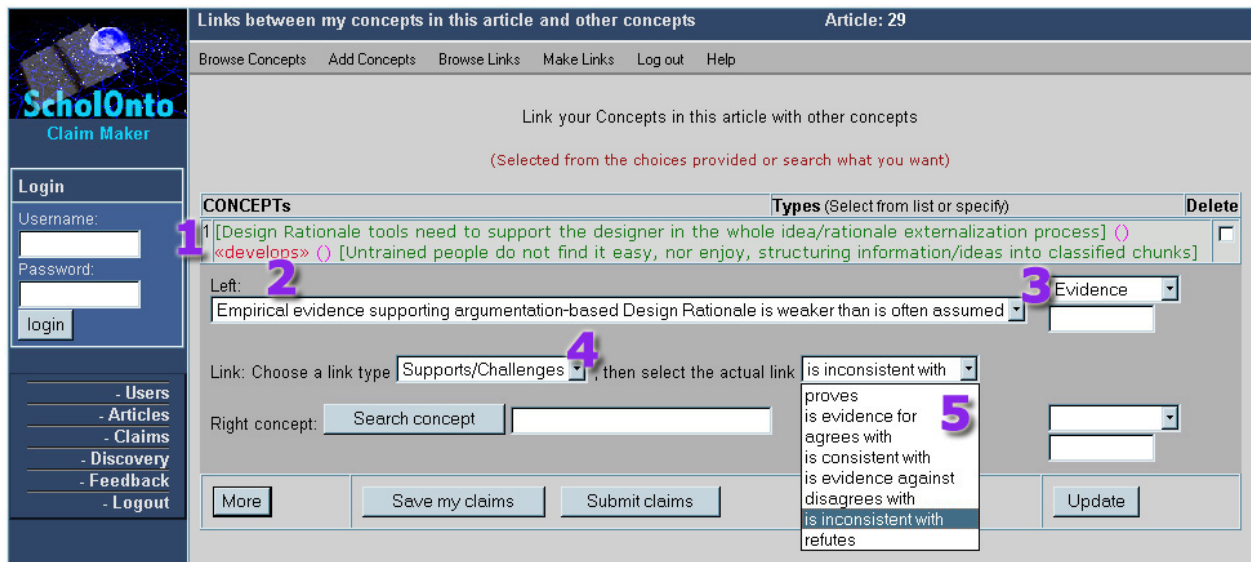 Links between my concepts in this article and other concepts Article: 29
Browse Concepts Add Concepts Browse Links Make Links Log out Help
ScholOnto
Claim Maker
Link your Concepts in this article with other concepts
(Selected from the choices provided or search what you want)
Login
Username:
Password:
login
- Users
- Articles
- Claims
- Discovery
- Feedback
- Logout
CONCEPTs Types (Select from list or specify) Delete
1 1 [Design Rationale tools need to support the designer in the whole idea/rationale externalization process] ()
«develops» () [Untrained people do not find it easy, nor enjoy, structuring information/ideas into classified chunks]
2 3
Left: Evidence
Empirical evidence supporting argumentation-based Design Rationale is weaker than is often assumed
4
Link: Choose a link type Supports/Challenges , then select the actual link is inconsistent with
5
proves
is evidence for
agrees with
is consistent with
is evidence against
disagrees with
is inconsistent with
refutes
Right concept: Search concept
More Save my claims Submit claims Update